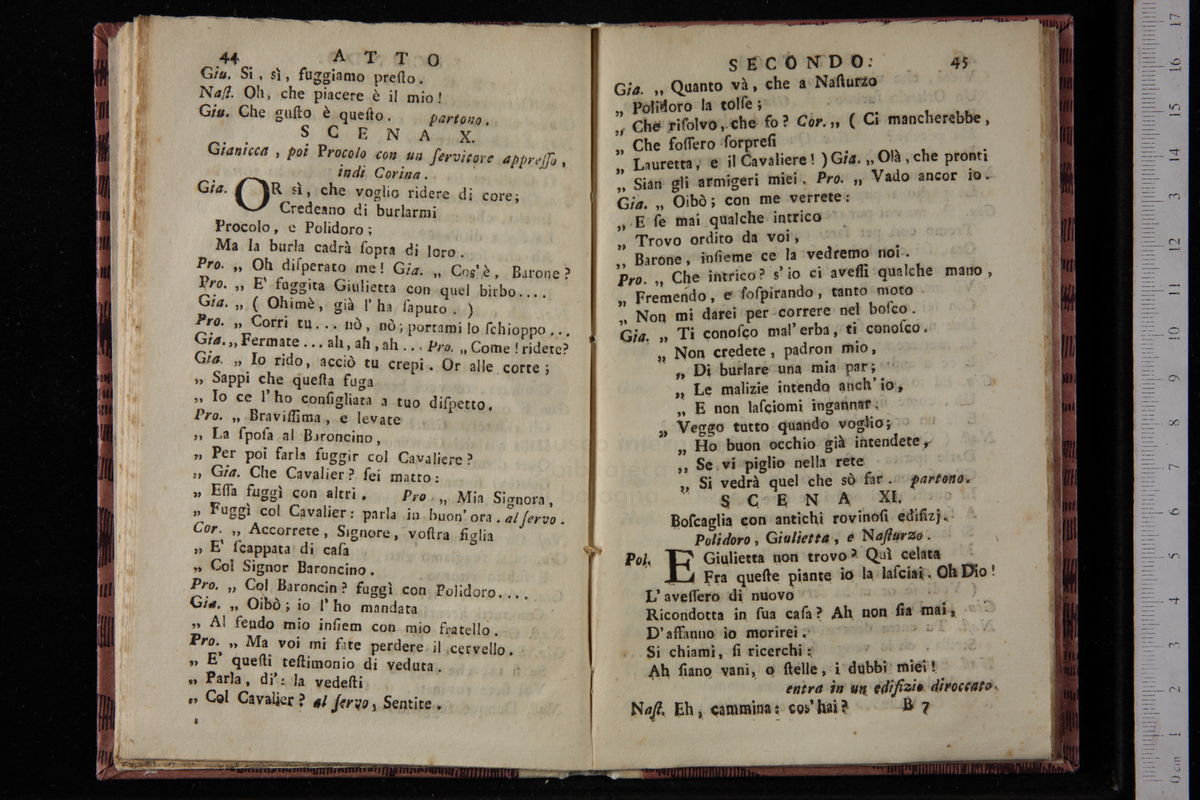 44 A T T O
Giu. Si, sì, fuggiamo preſto.
Naſt. Oh, che piacere è il mio!
Giu. Che guſto è queſto. partono.
S C E N A X.
Gianicca, poi Procolo con un ſervitore appreſſo,
indi Corina.
Gia. OR sì, che voglio ridere di core;
Credeano di burlarmi
Procolo, e Polidoro;
Ma la burla cadrà ſopra di loro.
Pro. „ Oh diſperato me! Gia. „ Cos'è, Barone?
Pro. „ E' fuggita Giulietta con quel birbo....
Gia. „ ( Ohimè, già l'ha ſaputo. )
Pro. „ Corri tu... nò, nò; portami lo ſchioppo...
Gia. „ Fermate... ah, ah, ah... Pro. „ Come! ridete?
Gia. „ Io rido, acciò tu crepi. Or alle corte;
„ Sappi che queſta fuga
„ Io ce l'ho conſigliata a tuo diſpetto.
Pro. „ Braviſſima, e levate
„ La ſpoſa al Baroncino,
„ Per poi farla fuggir col Cavaliere?
„ Gia. Che Cavalier? ſei matto:
„ Eſſa fuggì con altri. Pro „ Mia Signora,
„ Fuggì col Cavalier: parla in buon'ora. al ſervo.
Cor. „ Accorrete, Signore, voſtra figlia
„ E' ſcappata di caſa
„ Col Signor Baroncino.
Pro. „ Col Baroncin? fuggì con Polidoro....
Gia. „ Oibò; io l'ho mandata
„ Al feudo mio inſiem con mio fratello.
Pro. „ Ma voi mi fate perdere il cervello.
„ E' queſti teſtimonio di veduta.
„ Parla, di': la vedeſti
„ Col Cavalier? al ſervo, Sentite.
SECONDO: 45
Gia. „ Quanto và, che a Naſturzo
„ Polidoro la tolſe;
„ Che riſolvo, che fo? Cor. „ ( Ci mancherebbe,
„ Che foſſero ſorpreſi
„ Lauretta, e il Cavaliere! ) Gia. „ Olà, che pronti
„ Sian gli armigeri miei. Pro. „ Vado ancor io.
Gia. „ Oibò; con me verrete:
„ E ſe mai qualche intrico
„ Trovo ordito da voi,
„ Barone, inſieme ce la vedremo noi.
Pro. „ Che intrico? s'io ci aveſſi qualche mano,
„ Fremendo, e ſoſpirando, tanto moto
„ Non mi darei per correre nel boſco.
Gia. „ Ti conoſco mal'erba, ti conoſco.
„ Non credete, padron mio,
„ Di burlare una mia par;
„ Le malizie intendo anch'io,
„ E non laſciomi ingannar.
„ Veggo tutto quando voglio;
„ Ho buon occhio già intendete,
„ Se vi piglio nella rete
„ Si vedrà quel che sò far. partono.
S C E N A XI.
Boſcaglia con antichi rovinoſi edifizj.
Polidoro, Giulietta, e Naſturzo.
Pol. E Giulietta non trovo? Quì celata
Fra queſte piante io la laſciai. Oh Dio!
L'aveſſero di nuovo
Ricondotta in ſua caſa? Ah non ſia mai,
D'affanno io morirei.
Si chiami, ſi ricerchi:
Ah ſiano vani, o ſtelle, i dubbi miei!
entra in un edifizio diroccato.
Naſt. Eh, cammina: cos'hai? B 7